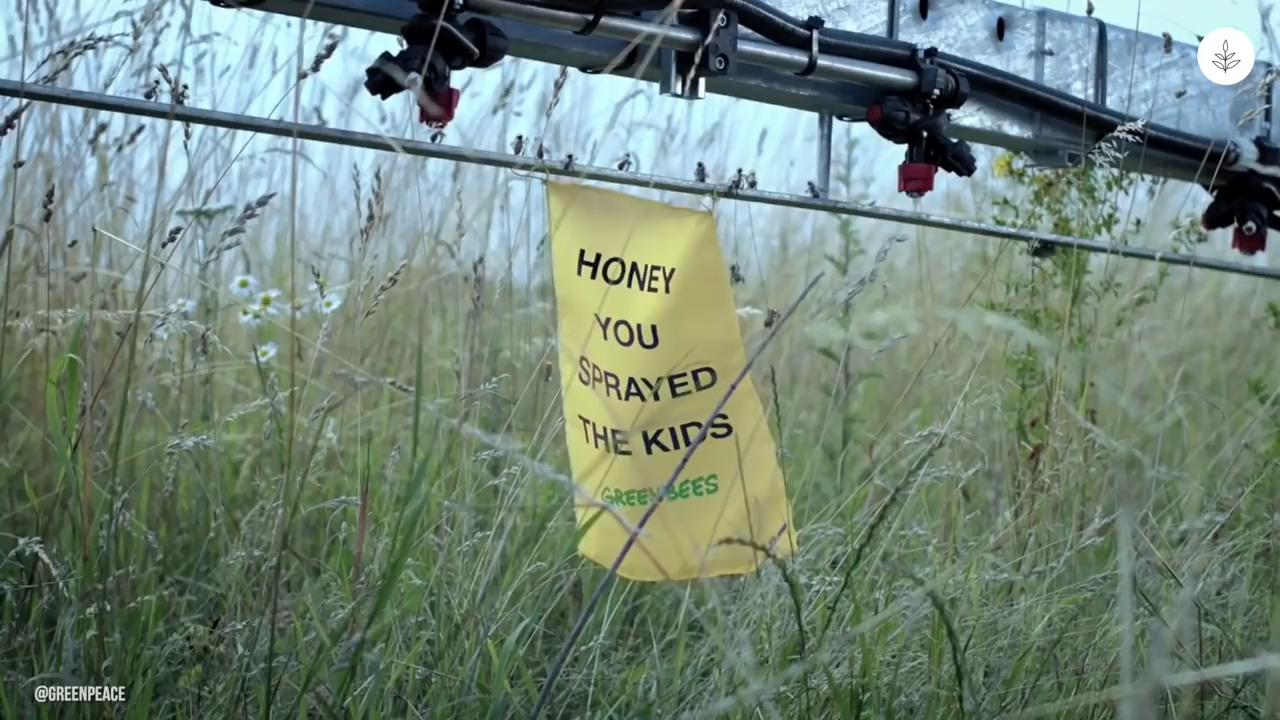 HONEY
YOU
SPRAYED
THE KIDS
GREENBEES
@GREENPEACE